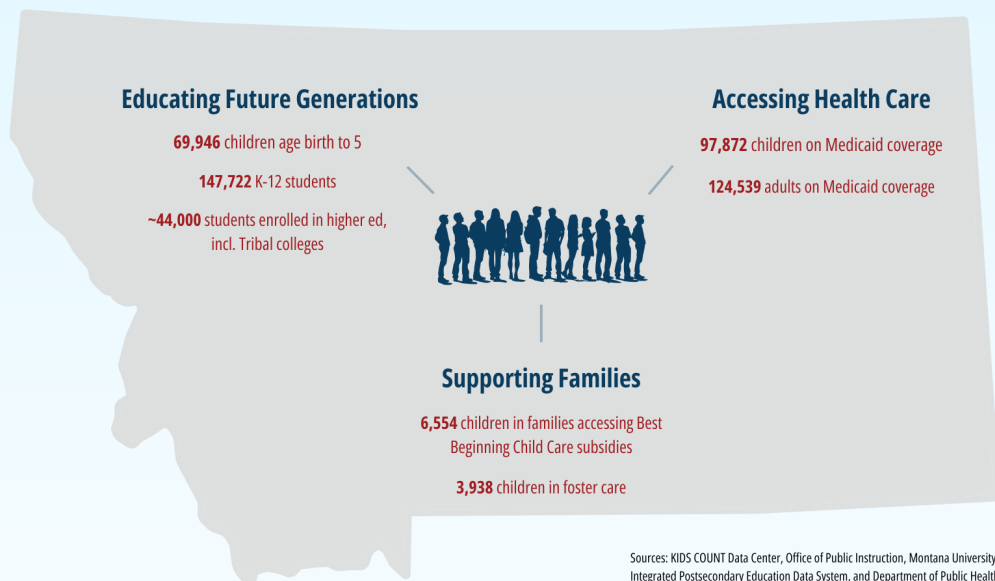 Educating Future Generations
69,946 children age birth to 5
147,722 K-12 students
~44,000 students enrolled in higher ed,
incl. Tribal colleges
Accessing Health Care
97,872 children on Medicaid coverage
124,539 adults on Medicaid coverage
Supporting Families
6,554 children in families accessing Best
Beginning Child Care subsidies
3,938 children in foster care
Sources: KIDS COUNT Data Center, Office of Public Instruction, Montana University
Integrated Postsecondary Education Data System, and Department of Public Health